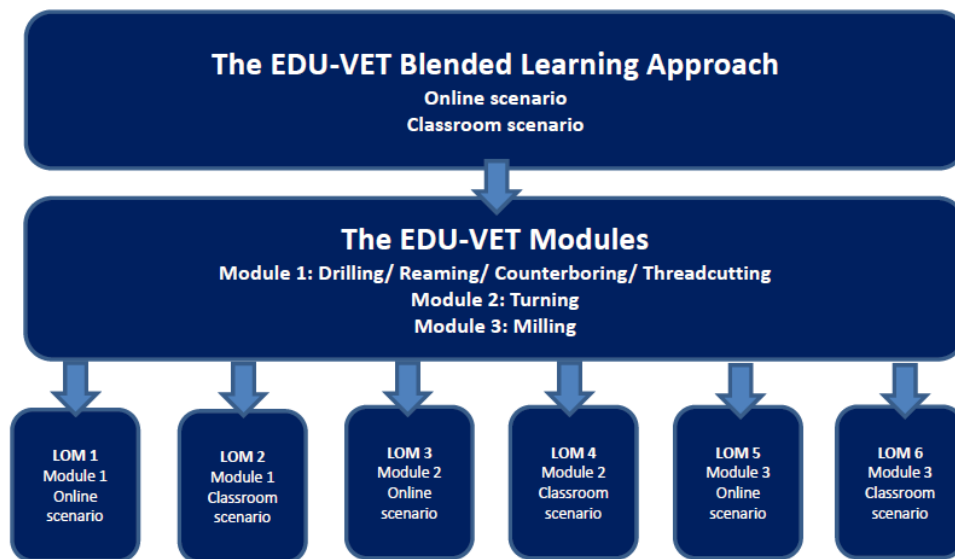 The EDU-VET Blended Learning Approach
Online scenario
Classroom scenario
The EDU-VET Modules
Module 1: Drilling/ Reaming/ Counterboring/ Threadcutting
Module 2: Turning
Module 3: Milling
LOM 1
Module 1
Online
scenario
LOM 2
Module 1
Classroom
scenario
LOM 3
Module 2
Online
scenario
LOM 4
Module 2
Classroom
scenario
LOM 5
Module 3
Online
scenario
LOM 6
Module 3
Classroom
scenario